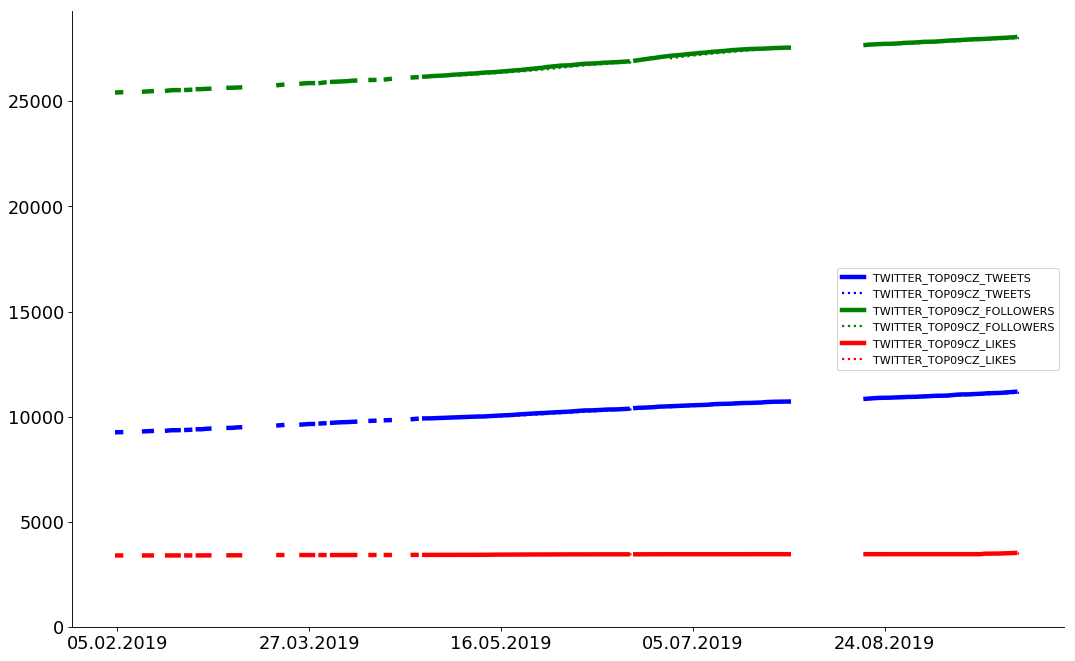 25000
20000
15000
10000
5000
0
TWITTER_TOP09CZ_TWEETS
TWITTER_TOP09CZ_TWEETS
TWITTER_TOP09CZ_FOLLOWERS
TWITTER_TOP09CZ_FOLLOWERS
TWITTER_TOP09CZ_LIKES
TWITTER_TOP09CZ_LIKES
05.02.2019 27.03.2019 16.05.2019 05.07.2019 24.08.2019